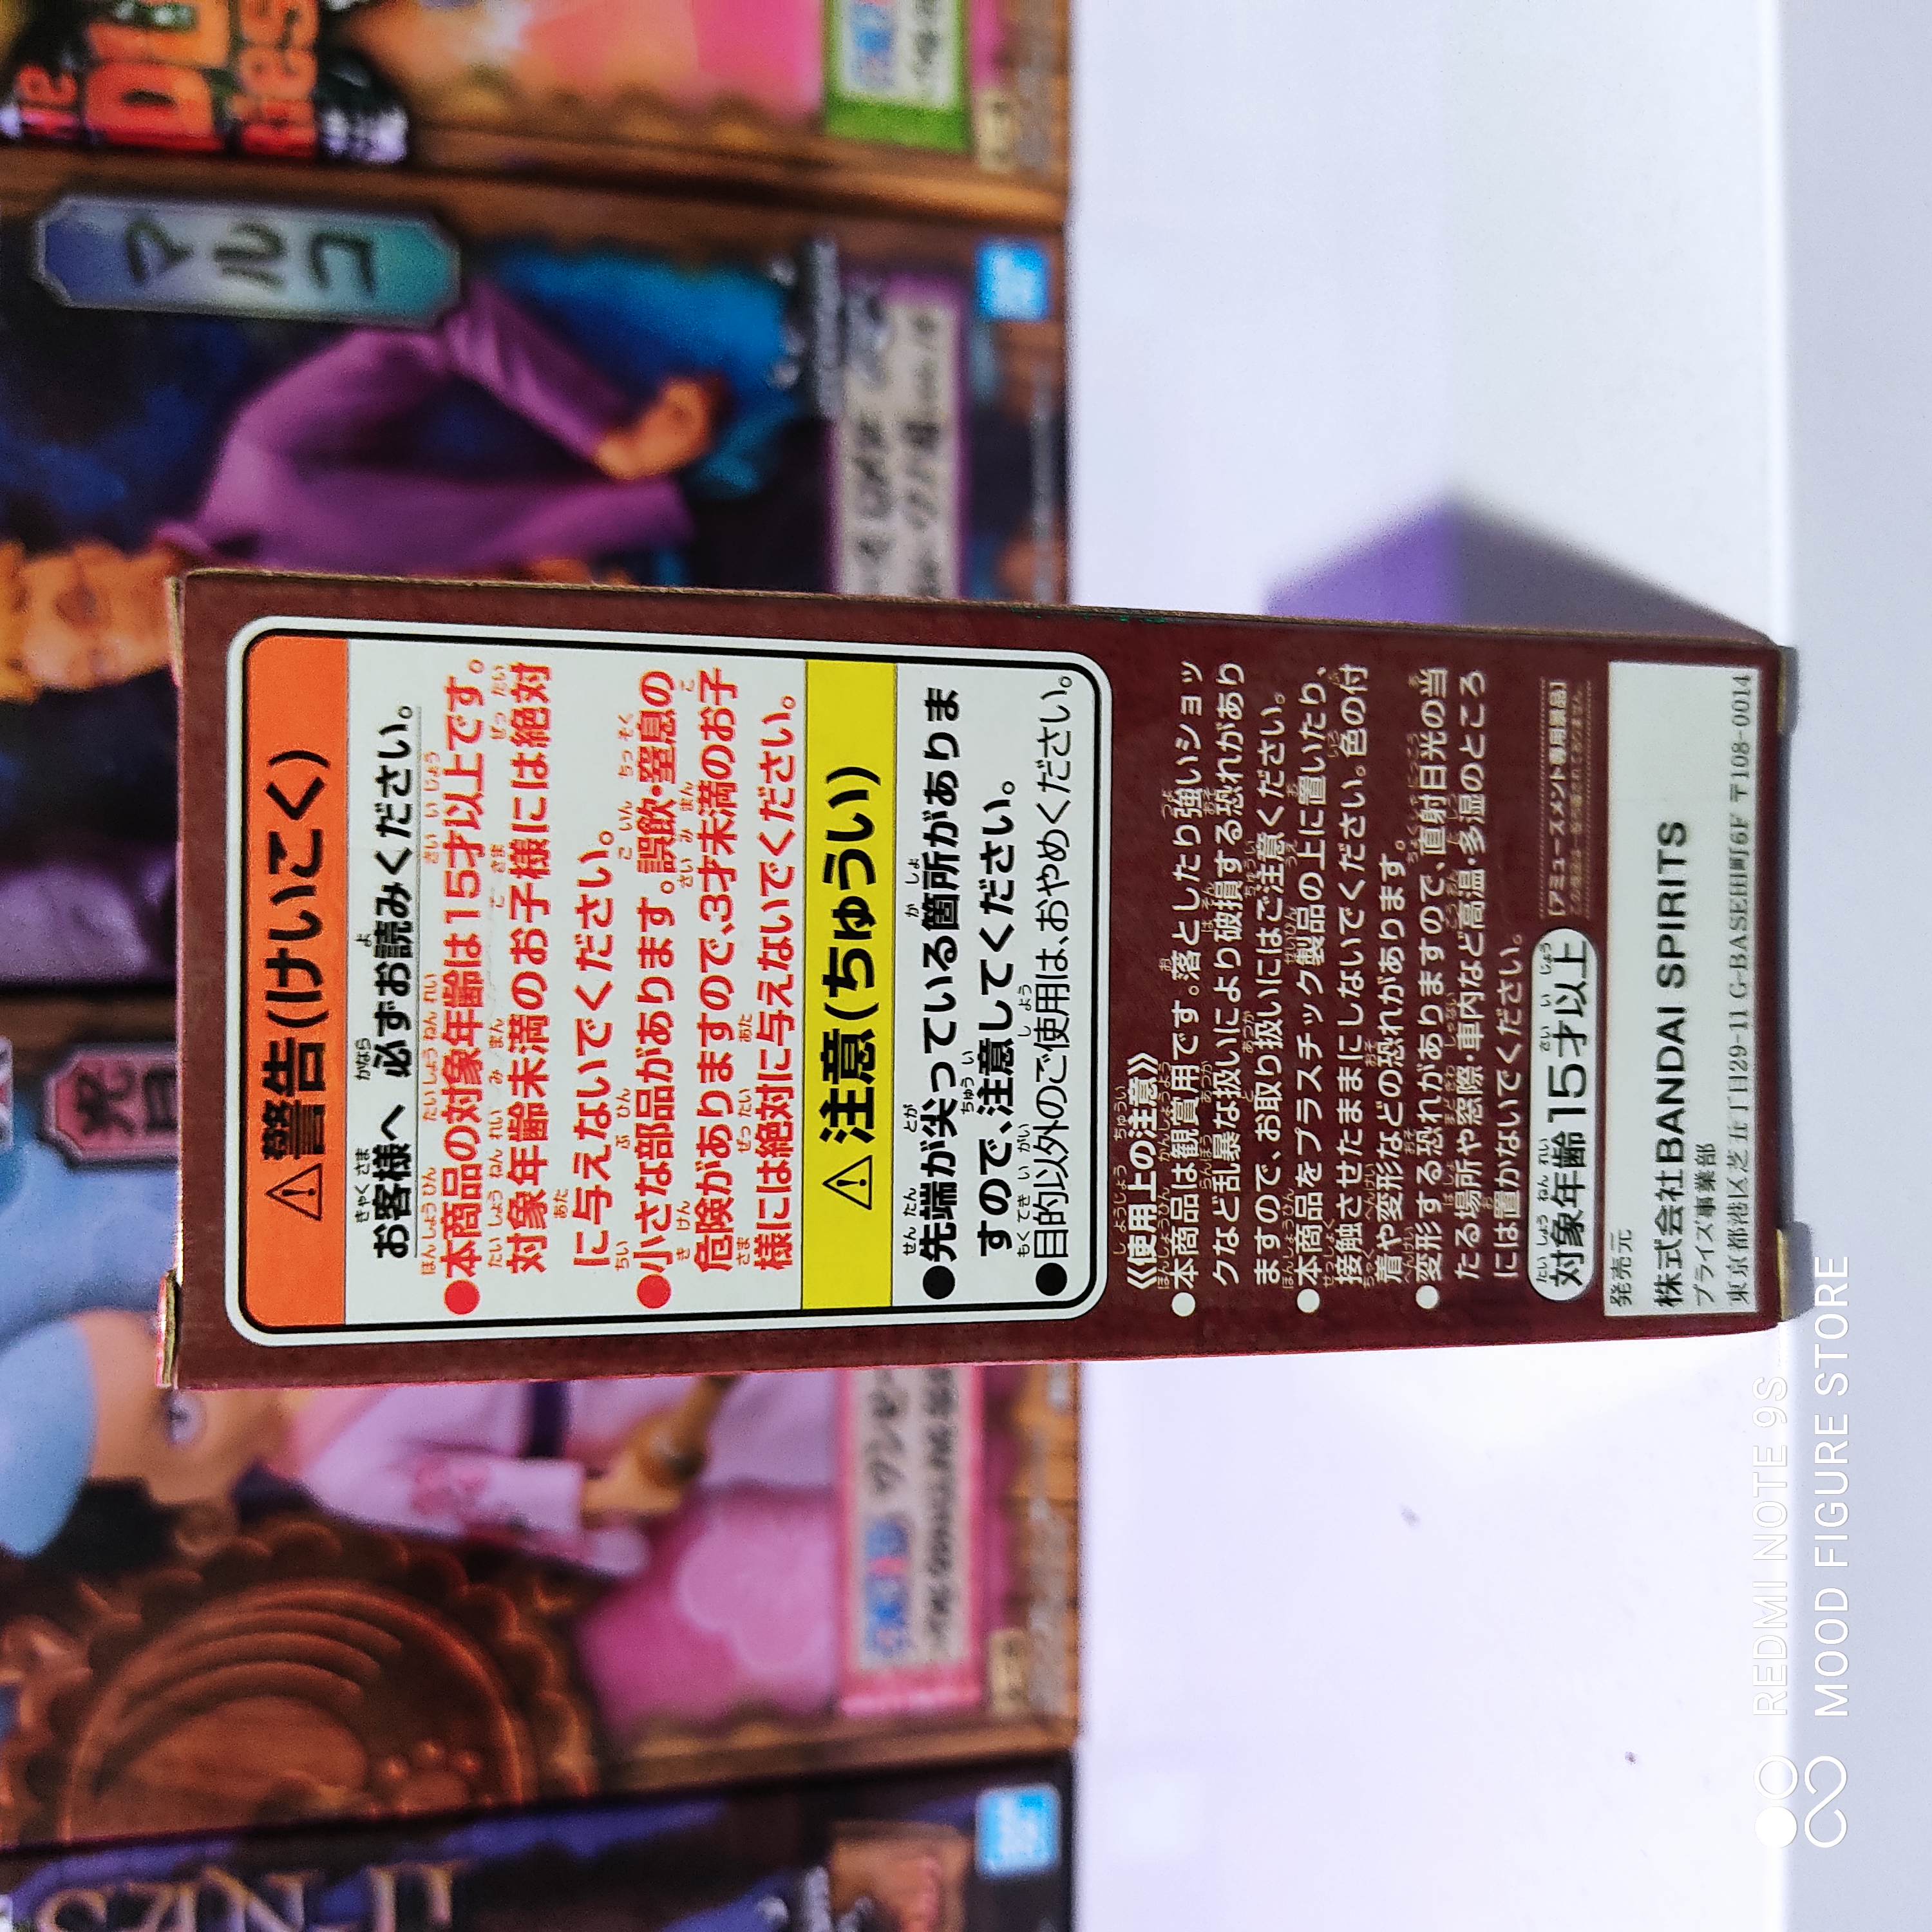 ⚠警告(けいこく)
お客様へ 必ずお読みください。
●本商品の対象年齢は15才以上です。
対象年齢未満のお子様には絶対
に与えないでください。
●小さな部品があります。誤飲・窒息の
危険がありますので、3才未満のお子
様には絶対に与えないでください。
⚠注意(ちゅうい)
●先端が尖っている箇所がありま
すので、注意してください。
●目的以外のご使用は、おやめください。
《使用上の注意》
●本商品は観賞用です。落としたり強いショッ
クなど乱暴な扱いにより破損する恐れがあり
ますので、お取り扱いにはご注意ください。
●本商品をプラスチック製品の上に置いたり、
接触させたままにしないでください。色の付
着や変形などの恐れがあります。
●変形する恐れがありますので、直射日光の当
たる場所や窓際・車内など高温・多湿のところ
には置かないでください。
対象年齢 15才以上
[アミューズメント専用景品]
発売元
株式会社BANDAI SPIRITS
プライズ事業部
東京都港区芝五丁目29-11 G-BASE田町6F 〒108-0014
マルコ
REDMI NOTE 9S
MOOD FIGURE STORE